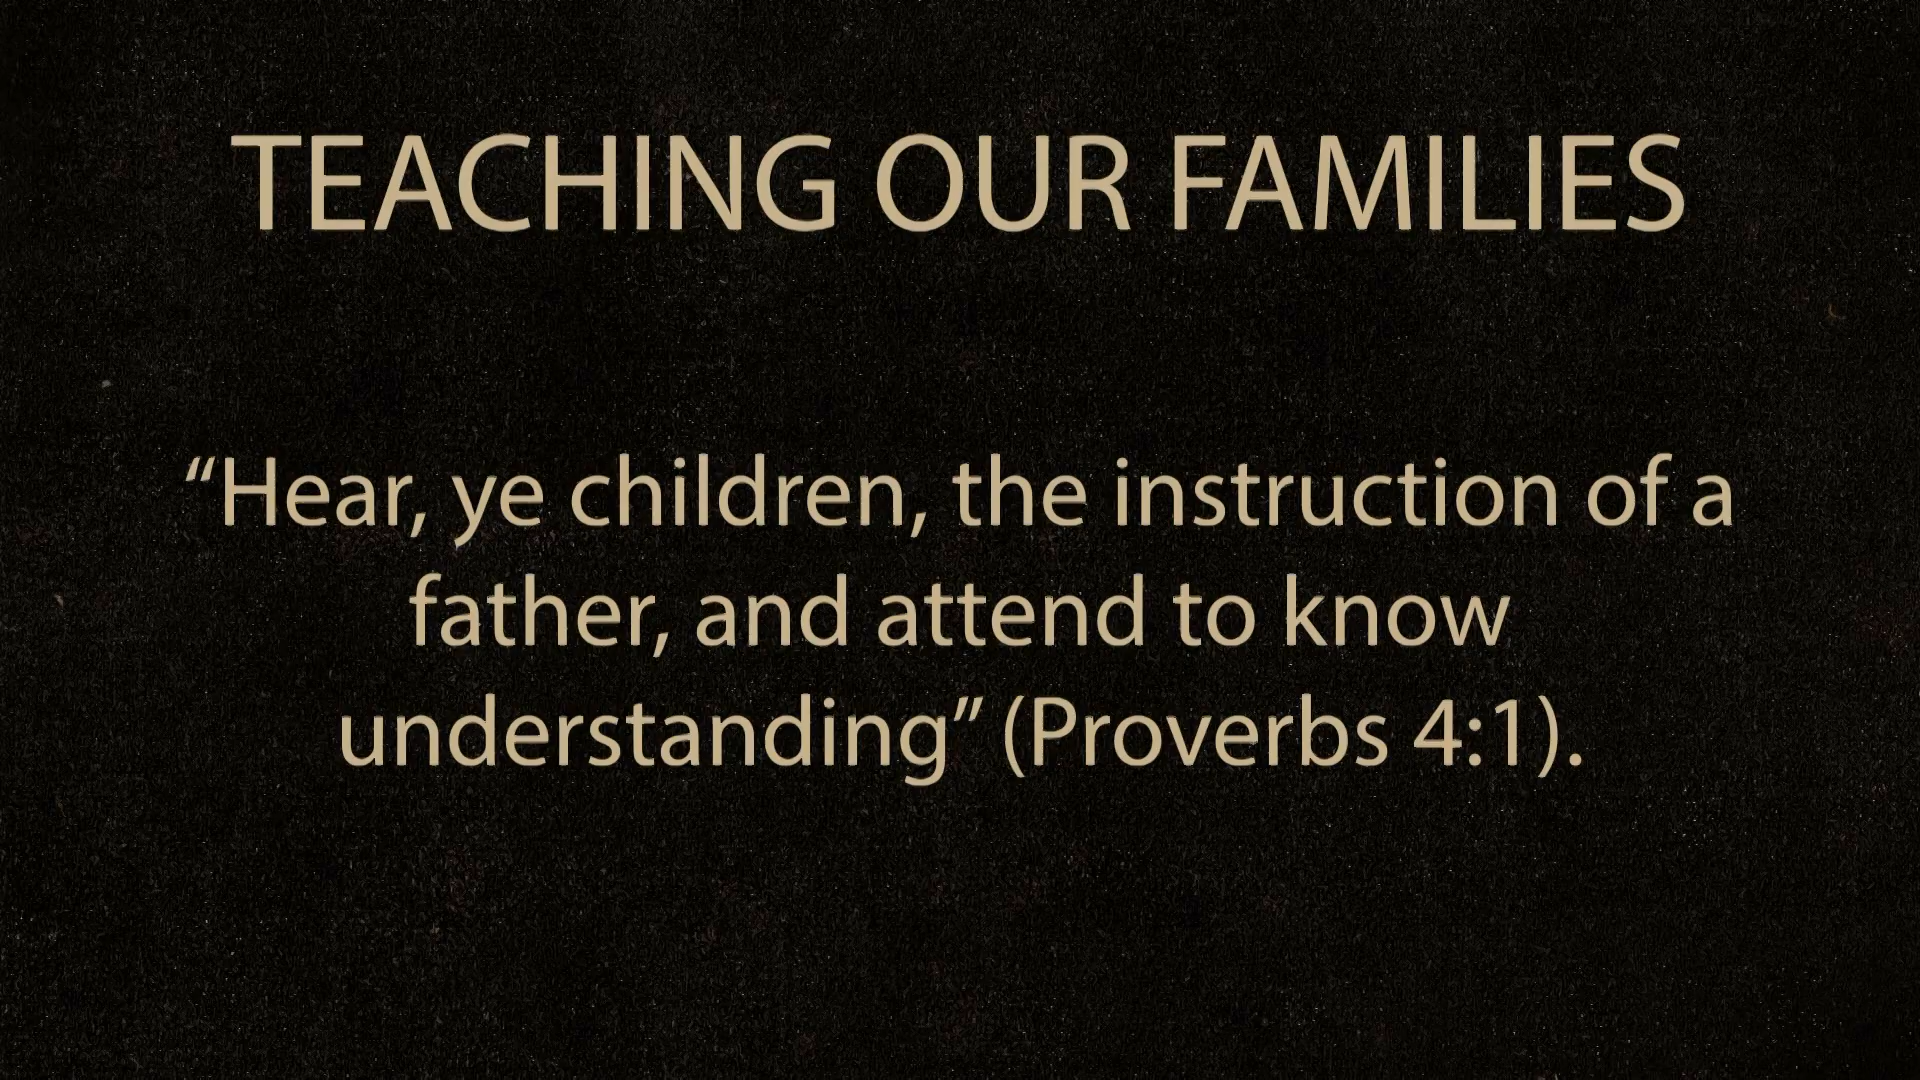 TEACHING OUR FAMILIES
“Hear, ye children, the instruction of a
father, and attend to know
understanding” (Proverbs 4:1).